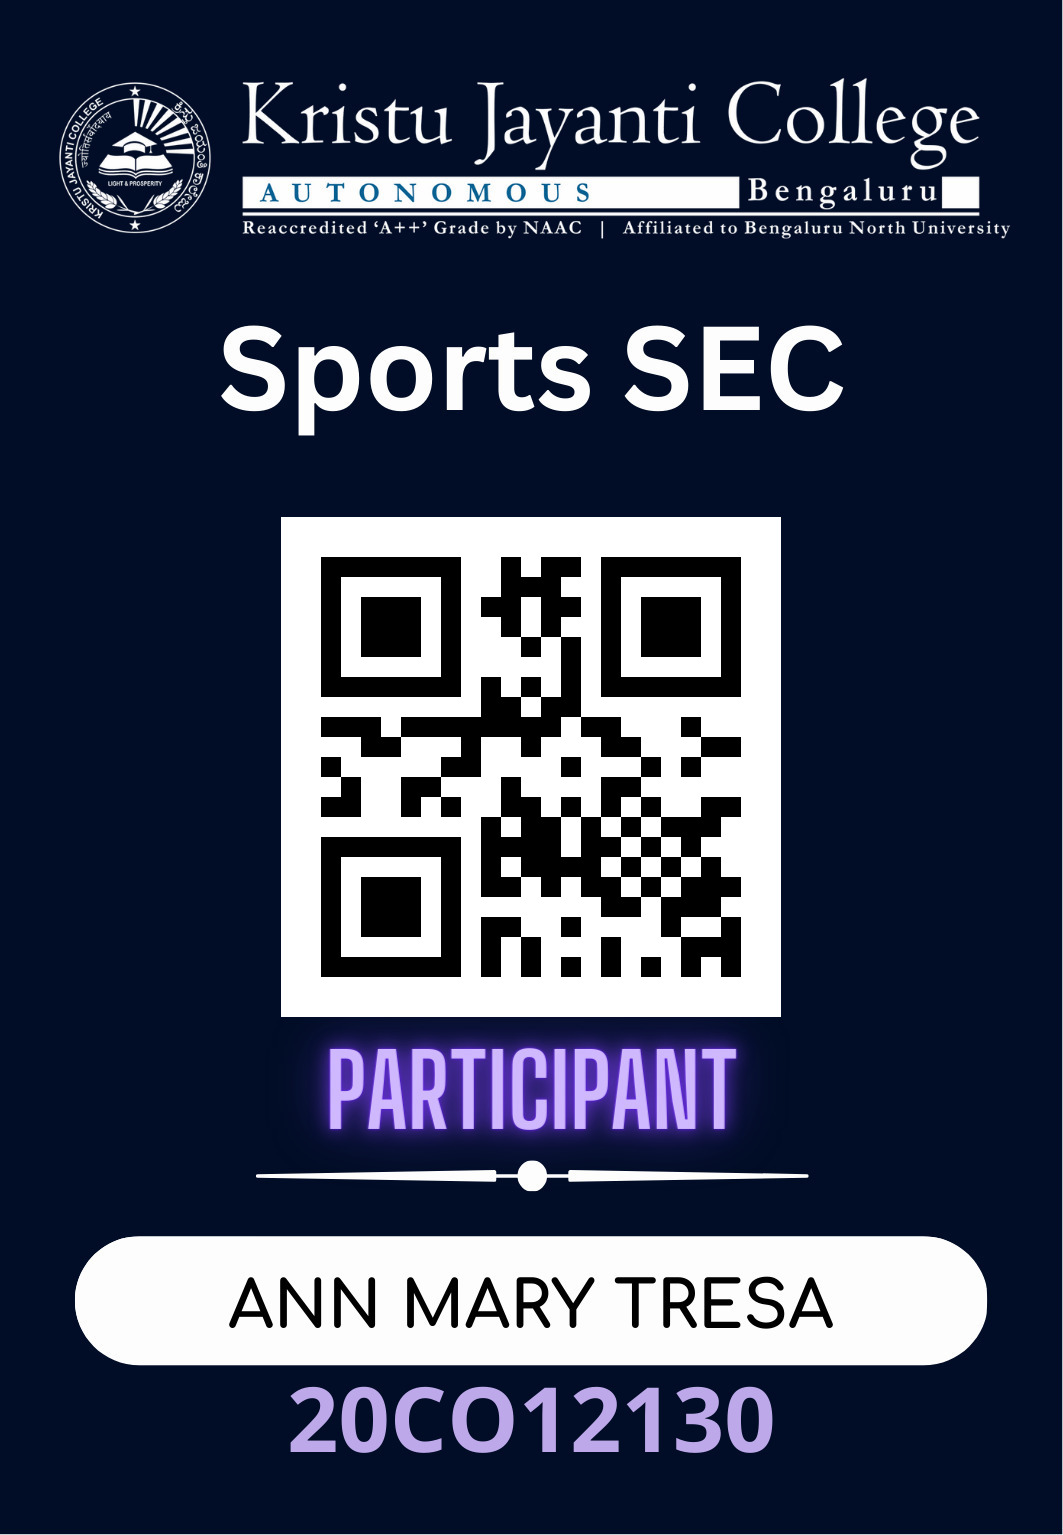 KRISTU JAYANTI COLLEGE
ಕ್ರಿಸ್ತು ಜಯಂತಿ ಕಾಲೇಜು
LIGHT & PROSPERITY
Kristu Jayanti College
AUTONOMOUS Bengaluru
Reaccredited ‘A++’ Grade by NAAC | Affiliated to Bengaluru North University
Sports SEC
PARTICIPANT
ANN MARY TRESA
20CO12130